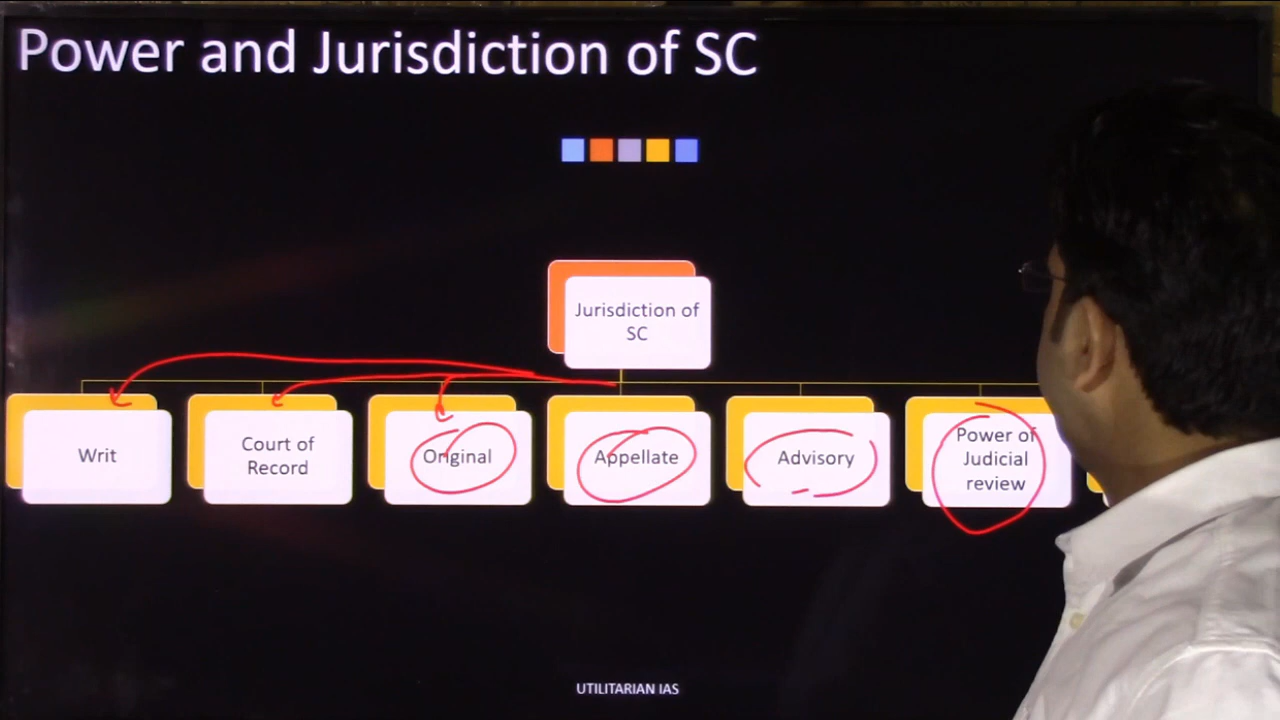 Power and Jurisdiction of SC
Jurisdiction of
SC
Writ
Court of
Record
Original
Appellate
Advisory
Power of
Judicial
review
UTILITARIAN IAS